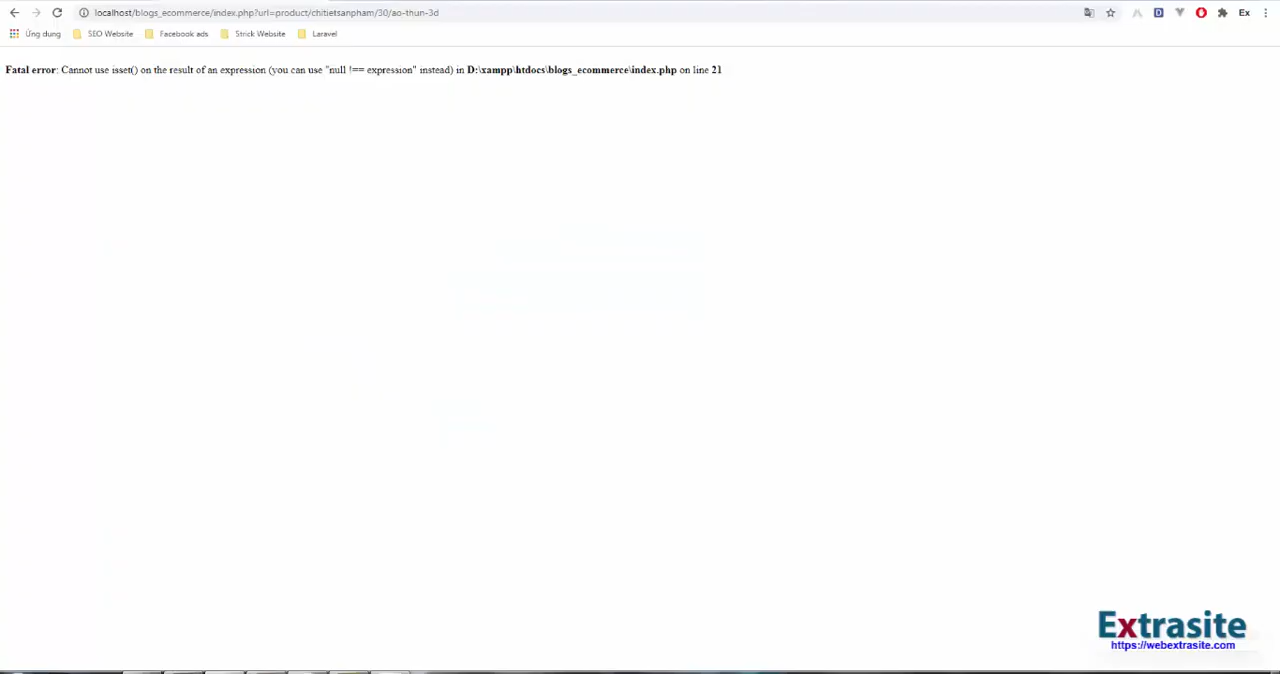 localhost/blogs_ecommerce/index.php?url=product/chitietsanpham/30/ao-thun-3d
Ex
Ứng dụng SEO Website Facebook ads Strick Website Laravel
Fatal error: Cannot use isset() on the result of an expression (you can use "null !== expression" instead) in D:\xampp\htdocs\blogs_ecommerce\index.php on line 21
Extrasite
https://webextrasite.com